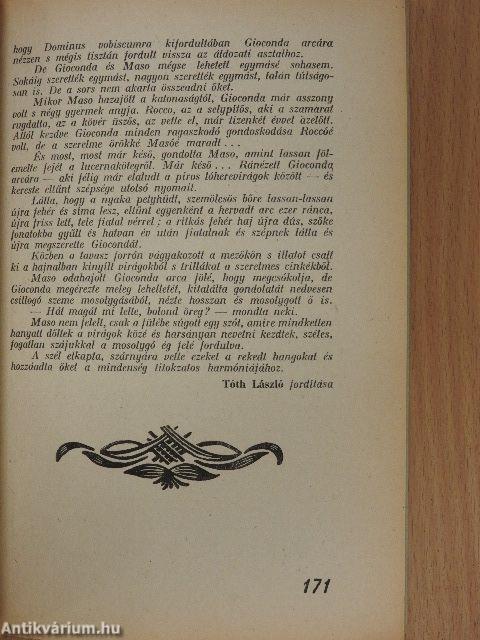 hogy Dominus vobiscumra kifordultában Gioconda arcára
nézzen s mégis tisztán fordult vissza az áldozati asztalhoz.
De Gioconda és Maso mégse lehetett egymásé sohasem.
Sokáig szerették egymást, nagyon szerették egymást, talán túlságo-
san is. De a sors nem akarta összeadni őket.
Mikor Maso hazajött a katonaságtól, Gioconda már asszony
volt s négy gyermek anyja. Rocco, az a selypítős, aki a szamarat
rugdalta, az a kövér üszős, az vette el, már tizenkét évvel azelőtt.
Attól kezdve Gioconda minden ragaszkodó gondoskodása Roccoé
volt, de a szerelme örökké Masoé maradt . . .
És most, most már késő, gondolta Maso, amint lassan föl-
emelte fejét a lucernakötegről. Már késő . . . Ránézett Gioconda
arcára — aki félig már elaludt a piros lóherevirágok között — és
kereste eltűnt szépsége utolsó nyomait.
Látta, hogy a nyaka petyhüdt, szemölcsös bőre lassan-lassan
újra fehér és sima lesz, eltünt egyenként a hervadt arc ezer ránca,
újra friss lett, tele fiatal vérrel; a ritkás fehér haj újra dús, szőke
fonatokba gyűlt és hatvan év után fiatalnak és szépnek látta és
újra megszerette Giocondát.
Közben a tavasz forrón vágyakozott a mezőkön s illatot csalt
ki a hajnalban kinyílt virágokból s trillákat a szerelmes cinkékből.
Maso odahajolt Gioconda arca fölé, hogy megcsókolja, de
Gioconda megérezte meleg lehelletét, kitalálta gondolatát nedvesen
csillogó szeme mosolygásából, nézte hosszan és mosolygott ő is.
— Hát magát mi lelte, bolond öreg? — mondta neki.
Maso nem felelt, csak a fülébe súgott egy szót, amire mindketten
hanyatt dőltek a virágok közé és harsányan nevetni kezdtek, széles,
fogatlan szájukkal a mosolygó ég felé fordulva.
A szél elkapta, szárnyára vette ezeket a rekedt hangokat és
hozzáadta őket a mindenség titokzatos harmóniájához.
Tóth László fordítása
171
Antikvárium.hu